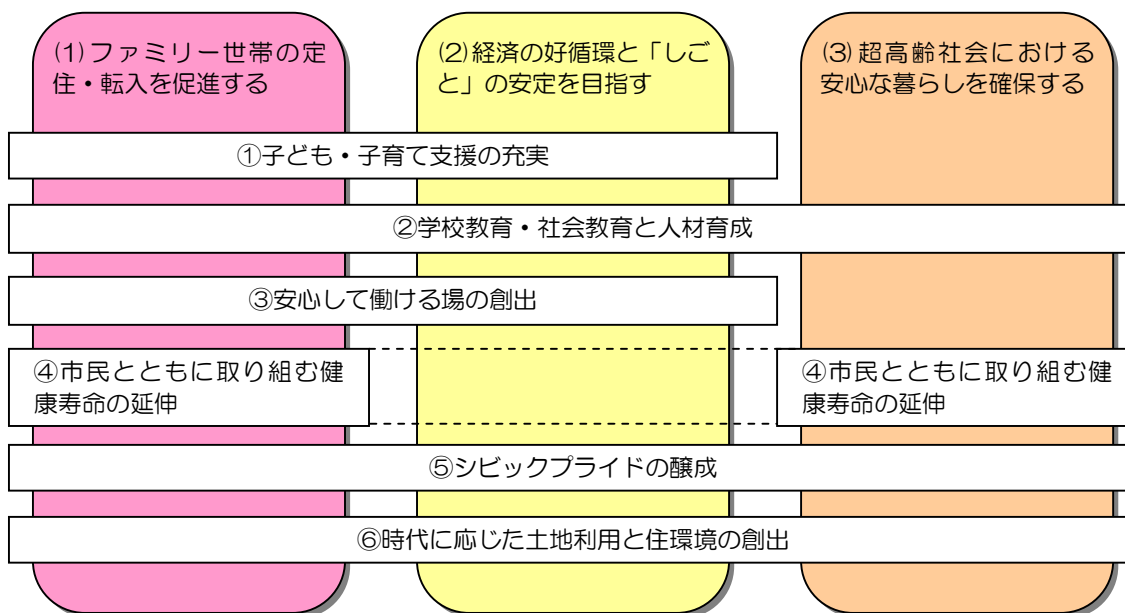 (1)ファミリー世帯の定
住・転入を促進する
(2)経済の好循環と「しご
と」の安定を目指す
(3)超高齢社会における
安心な暮らしを確保する
①子ども・子育て支援の充実
②学校教育・社会教育と人材育成
③安心して働ける場の創出
④市民とともに取り組む健
康寿命の延伸
④市民とともに取り組む健
康寿命の延伸
⑤シビックプライドの醸成
⑥時代に応じた土地利用と住環境の創出